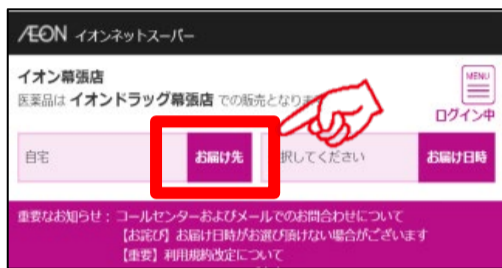 ÆON イオンネットスーパー
イオン幕張店
医薬品は イオンドラッグ幕張店 での販売となります
MENU
ログイン中
自宅 お届け先 択してください お届け日時
重要なお知らせ： コールセンターおよびメールでのお問合わせについて
【お詫び】お届け日時がお選び頂けない場合がございます
【重要】利用規約改定について